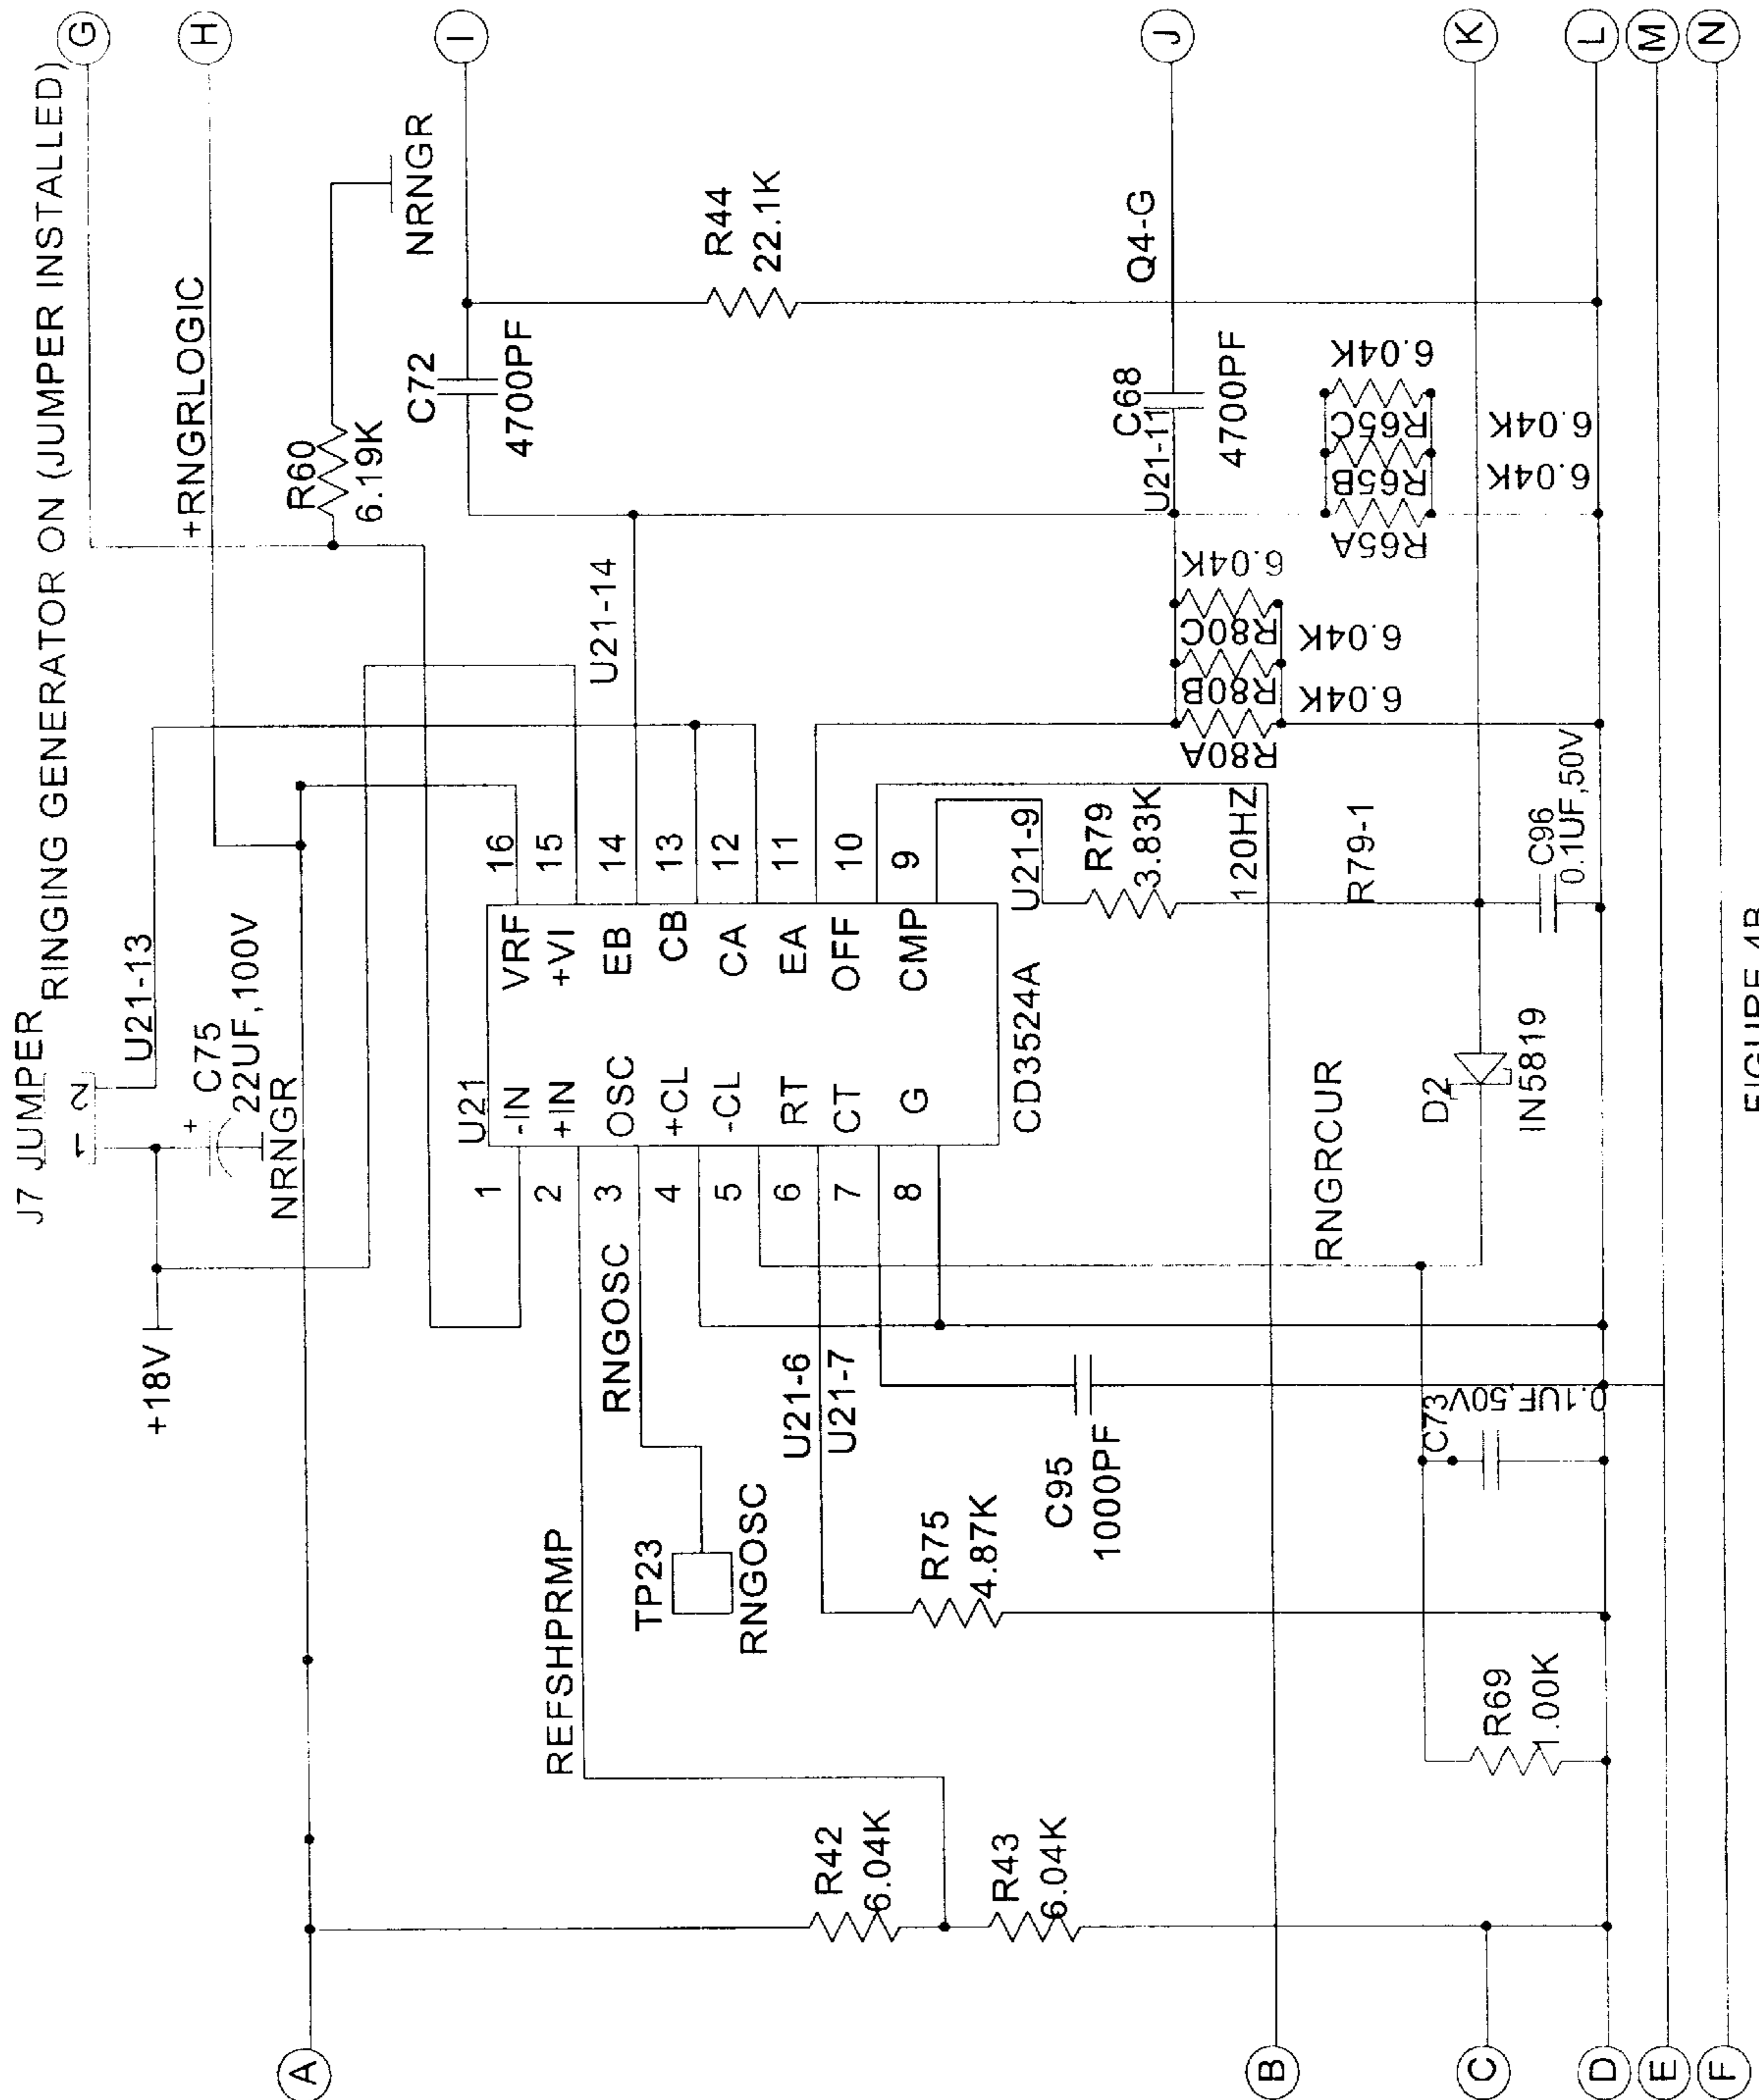 J7 JUMPER
RINGING GENERATOR ON (JUMPER INSTALLED)
1 2
U21-13
+18V
+
C75
22UF,100V
NRNGR
+RNGRLOGIC
G
H
I
J
K
L
M
N
A
B
C
D
E
F
R60
6.19K
NRNGR
C72
4700PF
R44
22.1K
U21-14
U21
-IN
+IN
OSC
+CL
-CL
RT
CT
G
VRF
+VI
EB
CB
CA
EA
OFF
CMP
1
2
3
4
5
6
7
8
16
15
14
13
12
11
10
9
CD3524A
REFSHPRMP
RNGOSC
TP23
RNGOSC
U21-6
U21-7
R75
4.87K
C95
1000PF
R42
6.04K
R43
6.04K
R69
1.00K
C73
0.1UF,50V
RNGRCUR
D2
IN5819
U21-9
R79
3.83K
120HZ
R79-1
C96
0.1UF,50V
R80A
R80B
R80C
6.04K
6.04K
6.04K
U21-11
C68
4700PF
Q4-G
R65A
R65B
R65C
6.04K
6.04K
6.04K
FIGURE 4B